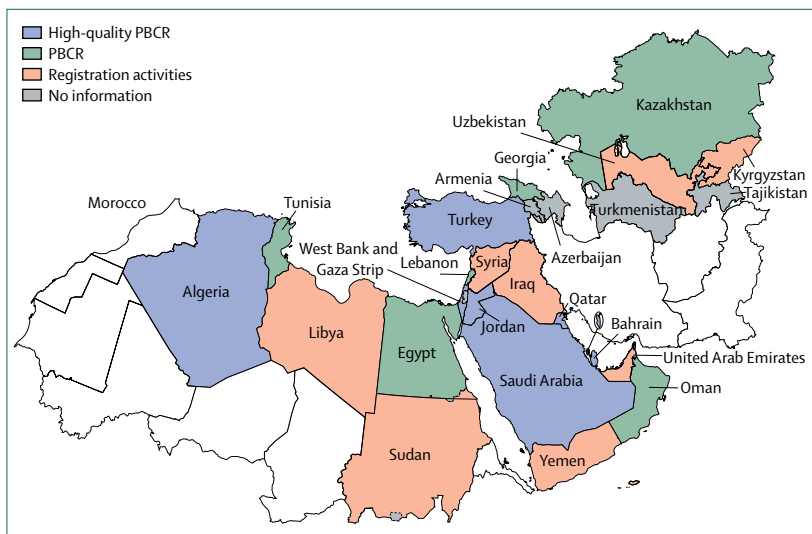 High-quality PBCR
PBCR
Registration activities
No information
Kazakhstan
Uzbekistan
Georgia
Kyrgyzstan
Armenia
Tajikistan
Morocco
Tunisia
Turkey
Turkmenistan
West Bank and
Gaza Strip
Azerbaijan
Lebanon
Syria
Iraq
Algeria
Qatar
Libya
Jordan
Bahrain
Egypt
United Arab Emirates
Saudi Arabia
Oman
Sudan
Yemen